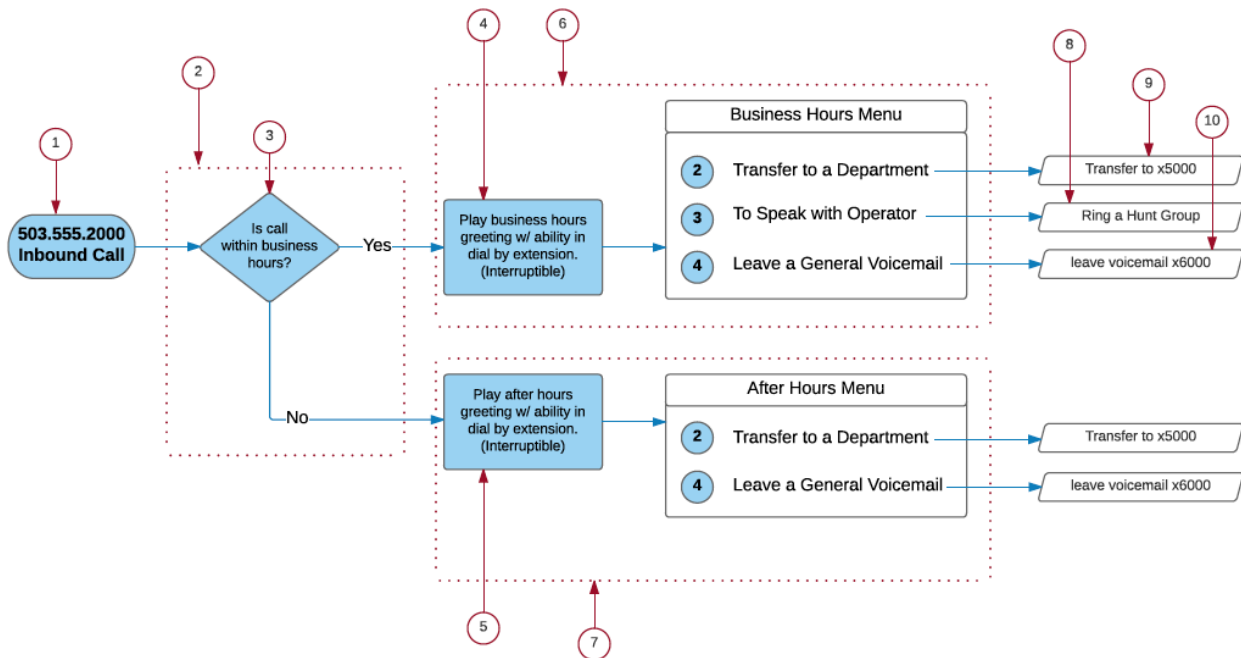 4
6
8
2
9
10
1
3
503.555.2000
Inbound Call
Is call
within business
hours?
Yes
No
Play business hours
greeting w/ ability in
dial by extension.
(Interruptible)
Business Hours Menu
2 Transfer to a Department
3 To Speak with Operator
4 Leave a General Voicemail
Transfer to x5000
Ring a Hunt Group
leave voicemail x6000
Play after hours
greeting w/ ability in
dial by extension.
(Interruptible)
After Hours Menu
2 Transfer to a Department
4 Leave a General Voicemail
Transfer to x5000
leave voicemail x6000
5
7